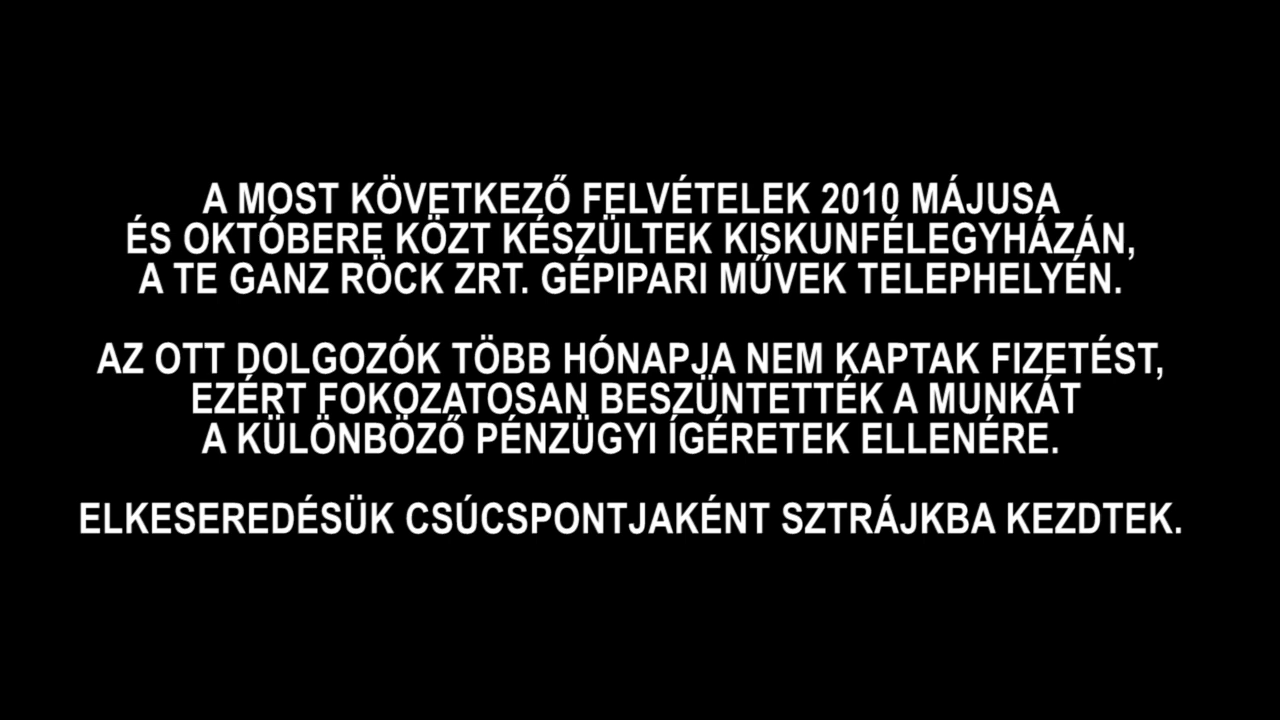 A MOST KÖVETKEZŐ FELVÉTELEK 2010 MÁJUSA
ÉS OKTÓBERE KÖZT KÉSZÜLTEK KISKUNFÉLEGYHÁZÁN,
A TE GANZ RÖCK ZRT. GÉPIPARI MŰVEK TELEPHELYÉN.
AZ OTT DOLGOZÓK TÖBB HÓNAPJA NEM KAPTAK FIZETÉST,
EZÉRT FOKOZATOSAN BESZÜNTETTÉK A MUNKÁT
A KÜLÖNBÖZŐ PÉNZÜGYI ÍGÉRETEK ELLENÉRE.
ELKESEREDÉSÜK CSÚCSPONTJAKÉNT SZTRÁJKBA KEZDTEK.